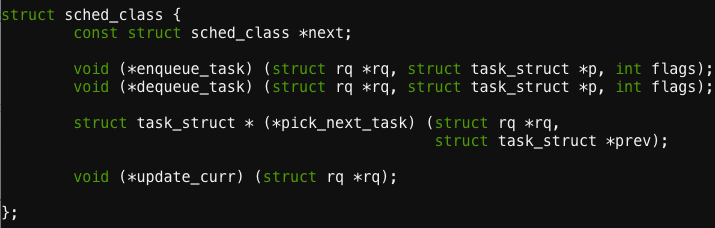 struct sched_class {
const struct sched_class *next;
void (*enqueue_task) (struct rq *rq, struct task_struct *p, int flags);
void (*dequeue_task) (struct rq *rq, struct task_struct *p, int flags);
struct task_struct * (*pick_next_task) (struct rq *rq,
struct task_struct *prev);
void (*update_curr) (struct rq *rq);
};